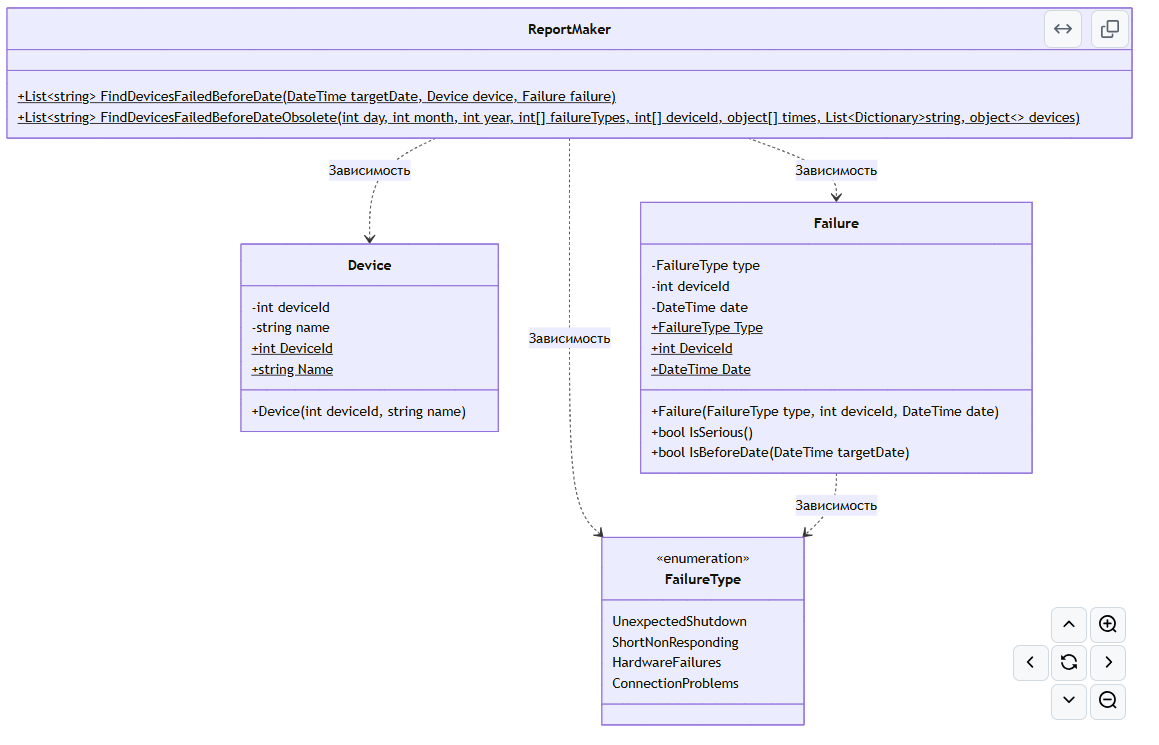 ReportMaker
+List<string> FindDevicesFailedBeforeDate(DateTime targetDate, Device device, Failure failure)
+List<string> FindDevicesFailedBeforeDateObsolete(int day, int month, int year, int[] failureTypes, int[] deviceId, object[] times, List<Dictionary>string, object<> devices)
Зависимость
Зависимость
Failure
-FailureType type
-int deviceId
-DateTime date
+FailureType Type
+int DeviceId
+DateTime Date
+Failure(FailureType type, int deviceId, DateTime date)
+bool IsSerious()
+bool IsBeforeDate(DateTime targetDate)
Device
-int deviceId
-string name
+int DeviceId
+string Name
+Device(int deviceId, string name)
Зависимость
Зависимость
«enumeration»
FailureType
UnexpectedShutdown
ShortNonResponding
HardwareFailures
ConnectionProblems